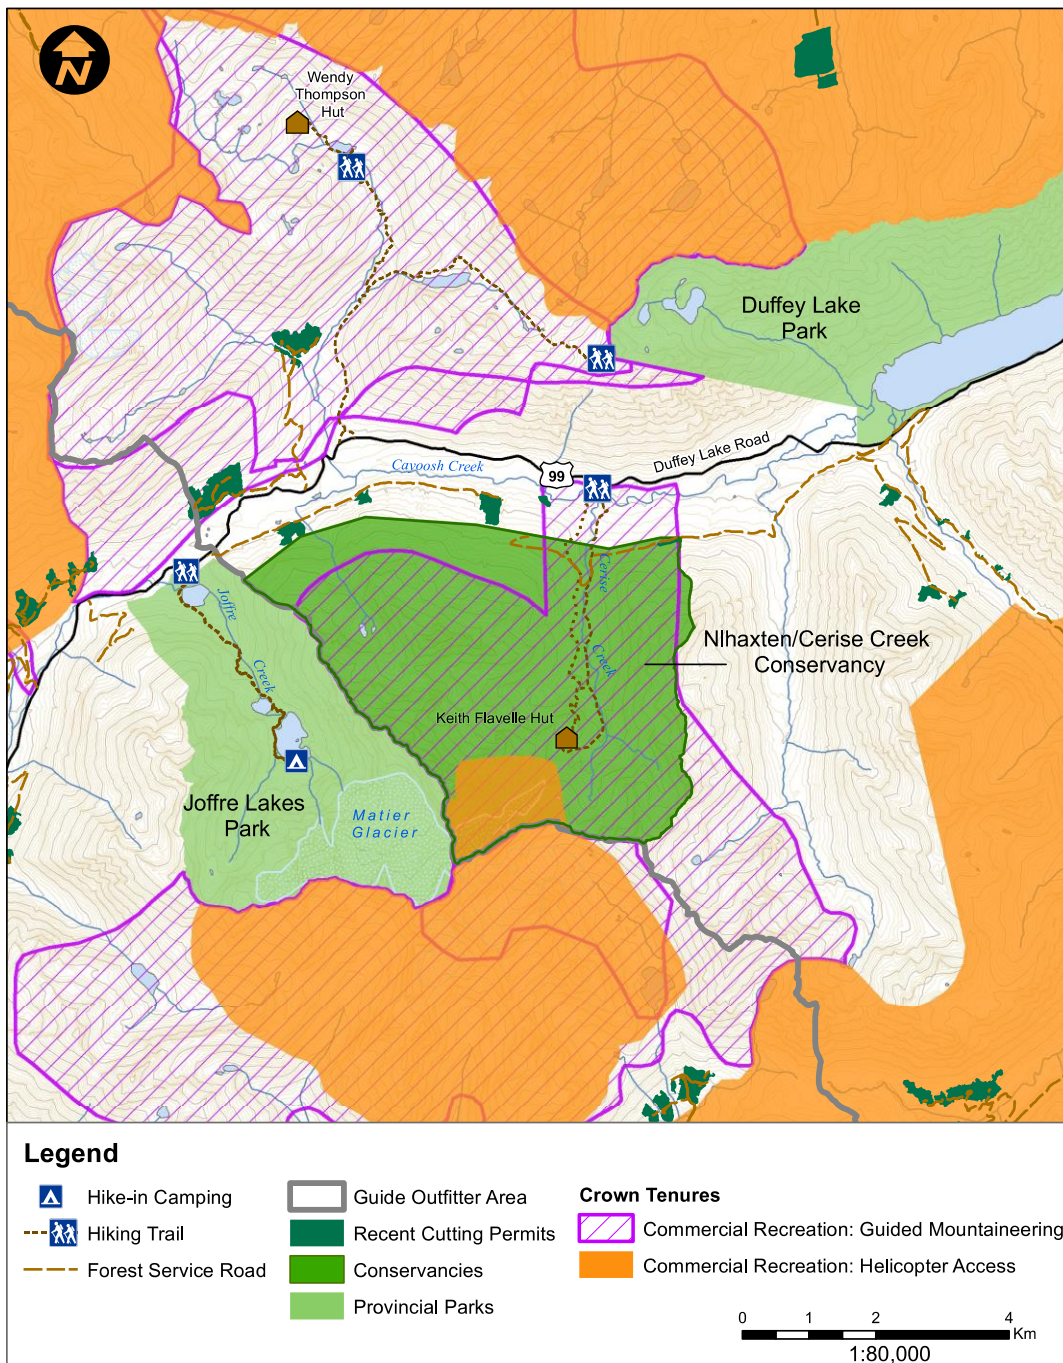 N
Wendy
Thompson
Hut
Duffey Lake
Park
Duffey Lake Road
99
Cayoosh Creek
Cerise
Creek
Joffre
Creek
Nlhaxten/Cerise Creek
Conservancy
Keith Flavelle Hut
Joffre Lakes
Park
Matier
Glacier
Legend
Hike-in Camping
Hiking Trail
Forest Service Road
Guide Outfitter Area
Recent Cutting Permits
Conservancies
Provincial Parks
Crown Tenures
Commercial Recreation: Guided Mountaineering
Commercial Recreation: Helicopter Access
0 1 2 4
Km
1:80,000